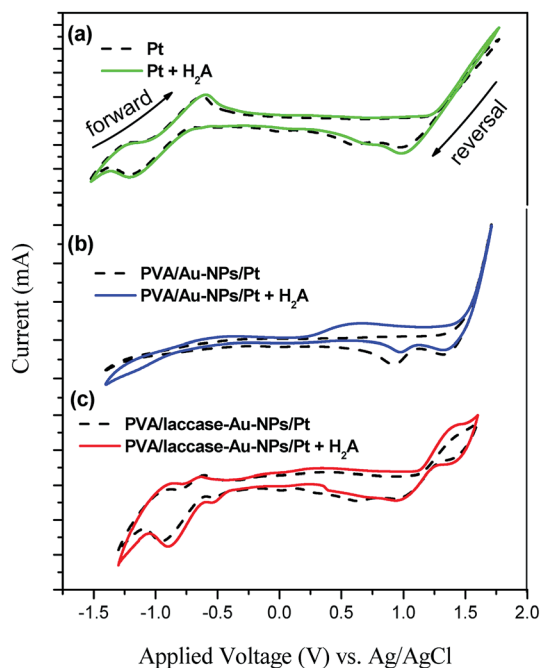 (a)
Pt
Pt + H₂A
forward
reversal
(b)
PVA/Au-NPs/Pt
PVA/Au-NPs/Pt + H₂A
Current (mA)
(c)
PVA/laccase-Au-NPs/Pt
PVA/laccase-Au-NPs/Pt + H₂A
-1.5 -1.0 -0.5 0.0 0.5 1.0 1.5 2.0
Applied Voltage (V) vs. Ag/AgCl